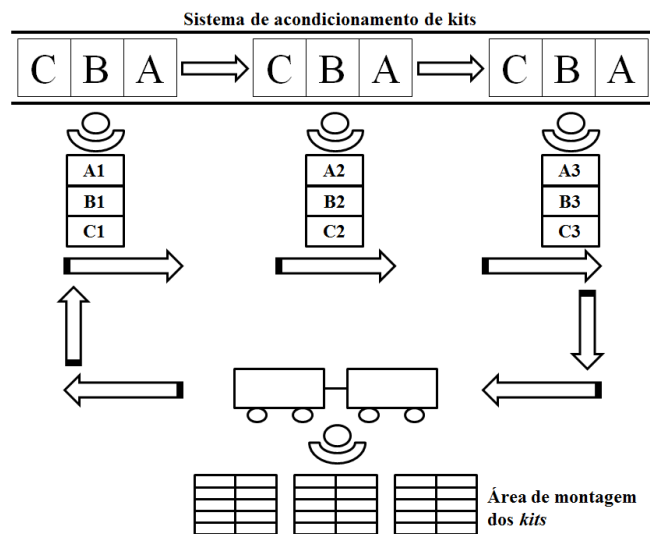 Sistema de acondicionamento de kits
C B A C B A C B A
A1 A2 A3
B1 B2 B3
C1 C2 C3
Área de montagem
dos kits